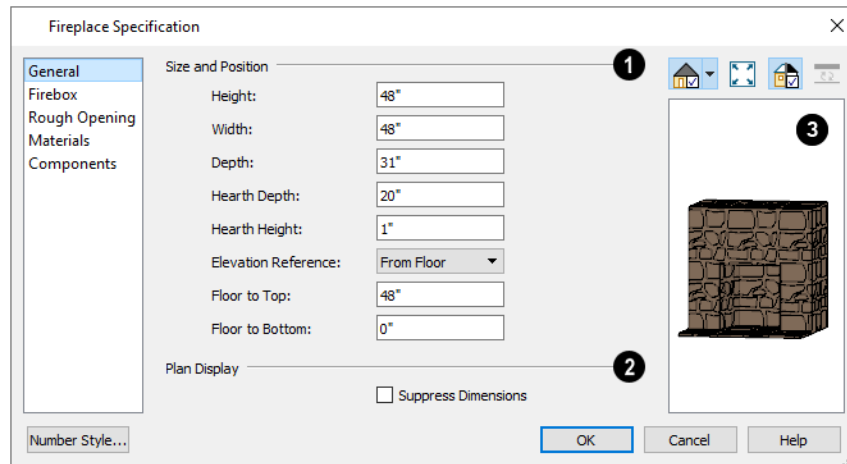 Fireplace Specification
General
Firebox
Rough Opening
Materials
Components
Size and Position
1
Height: 48"
Width: 48"
Depth: 31"
Hearth Depth: 20"
Hearth Height: 1"
Elevation Reference: From Floor
Floor to Top: 48"
Floor to Bottom: 0"
Plan Display
2
Suppress Dimensions
3
Number Style...
OK
Cancel
Help